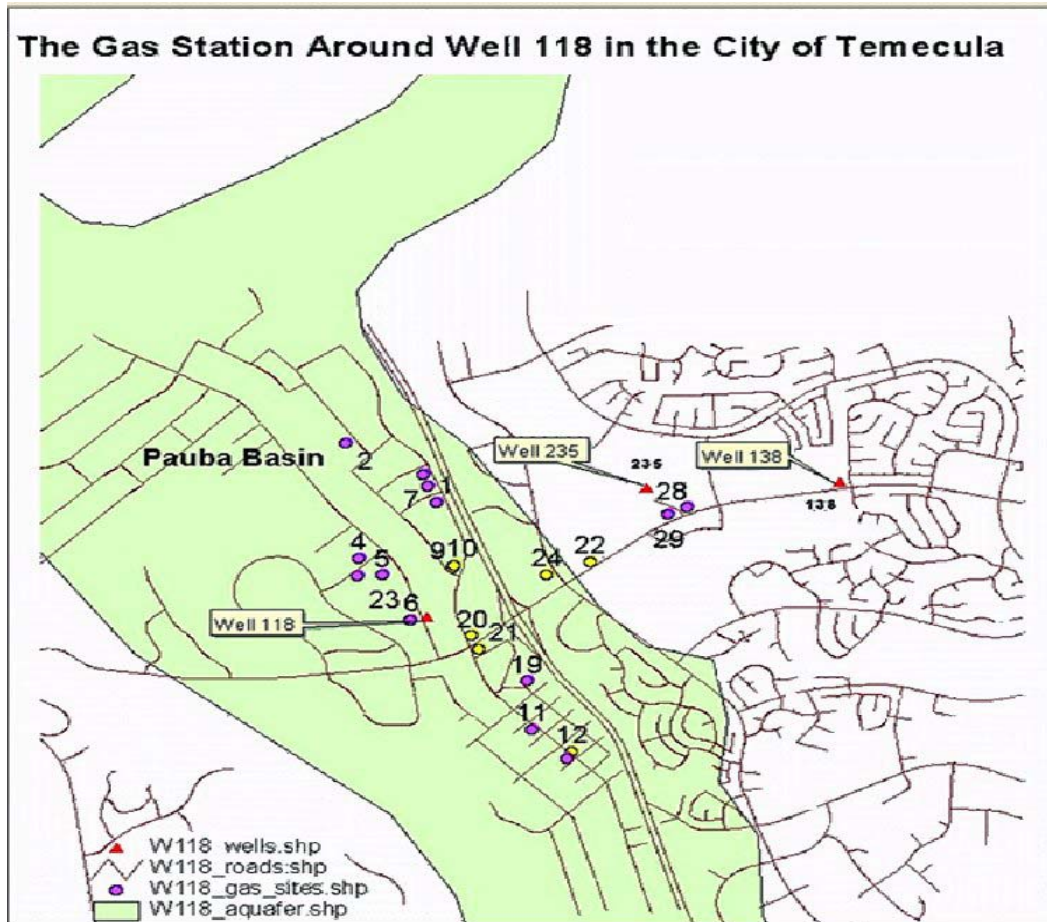 The Gas Station Around Well 118 in the City of Temecula
Pauba Basin
2
1
7
Well 235
235
Well 138
138
28
29
4
5
9
10
24
22
23
6
Well 118
20
21
19
11
12
W118_wells.shp
W118_roads.shp
W118_gas_sites.shp
W118_aquafer.shp